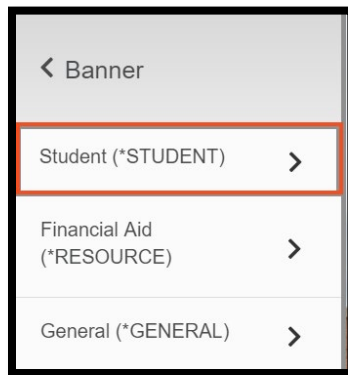 Banner
Student (*STUDENT)
Financial Aid
(*RESOURCE)
General (*GENERAL)